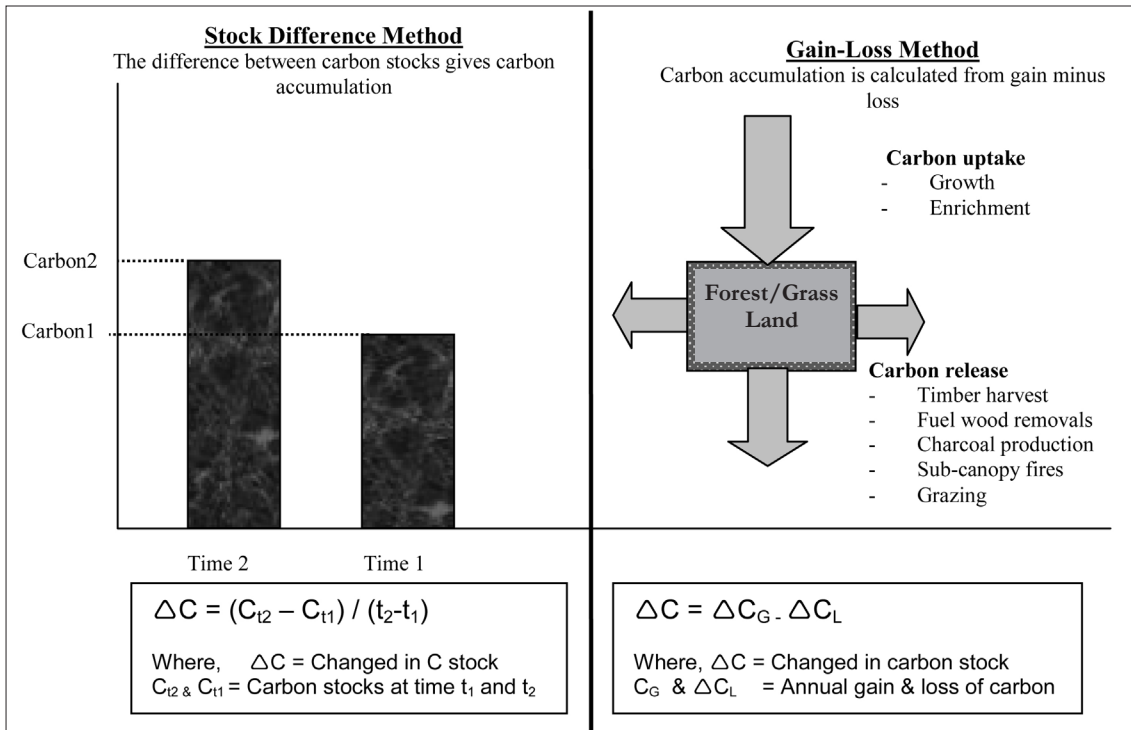 Stock Difference Method
The difference between carbon stocks gives carbon
accumulation
Carbon2
Carbon1
Time 2 Time 1
△C = (Ct2 – Ct1) / (t2-t1)
Where, △C = Changed in C stock
Ct2 & Ct1 = Carbon stocks at time t1 and t2
Gain-Loss Method
Carbon accumulation is calculated from gain minus
loss
Carbon uptake
- Growth
- Enrichment
Forest/Grass
Land
Carbon release
- Timber harvest
- Fuel wood removals
- Charcoal production
- Sub-canopy fires
- Grazing
△C = △CG - △CL
Where, △C = Changed in carbon stock
CG & △CL = Annual gain & loss of carbon